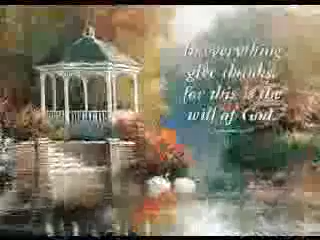 In everything
give thanks,
for this is the
will of God.